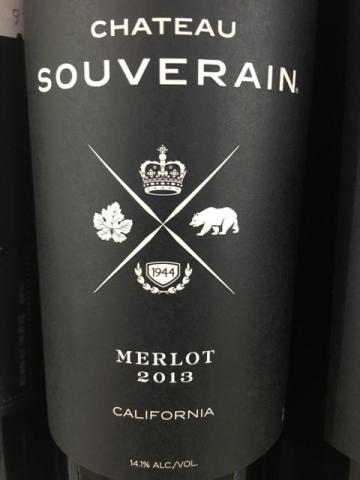 CHATEAU
SOUVERAIN
1944
MERLOT
2013
CALIFORNIA
14.1% ALC/VOL.